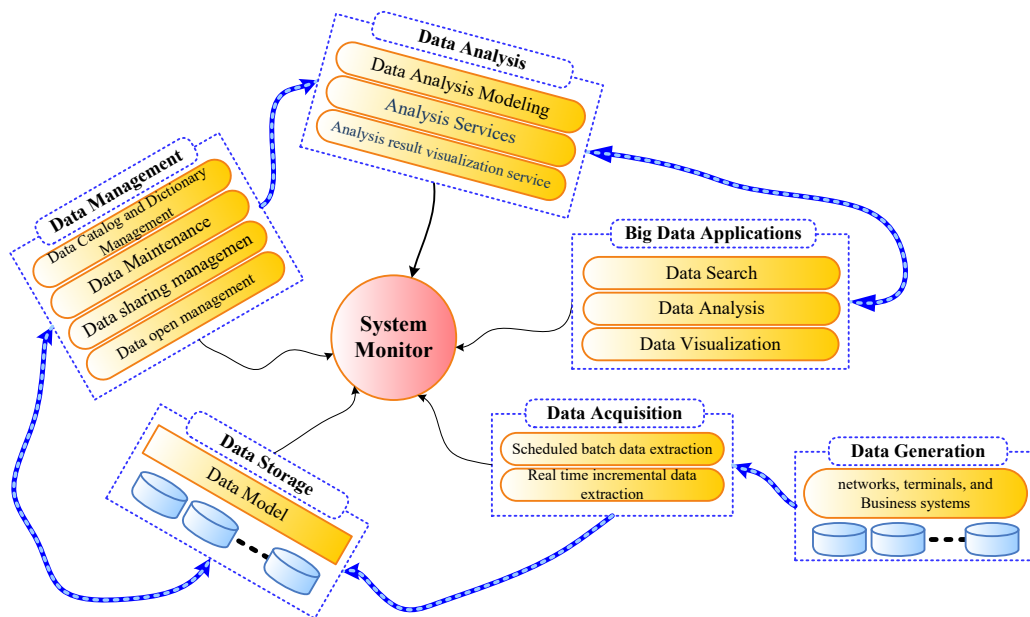 Data Analysis
Data Analysis Modeling
Analysis Services
Analysis result visualization service
Data Management
Data Catalog and Dictionary
Management
Data Maintenance
Data sharing managemen
Data open management
Big Data Applications
Data Search
Data Analysis
Data Visualization
System
Monitor
Data Storage
Data Model
Data Acquisition
Scheduled batch data extraction
Real time incremental data
extraction
Data Generation
networks, terminals, and
Business systems